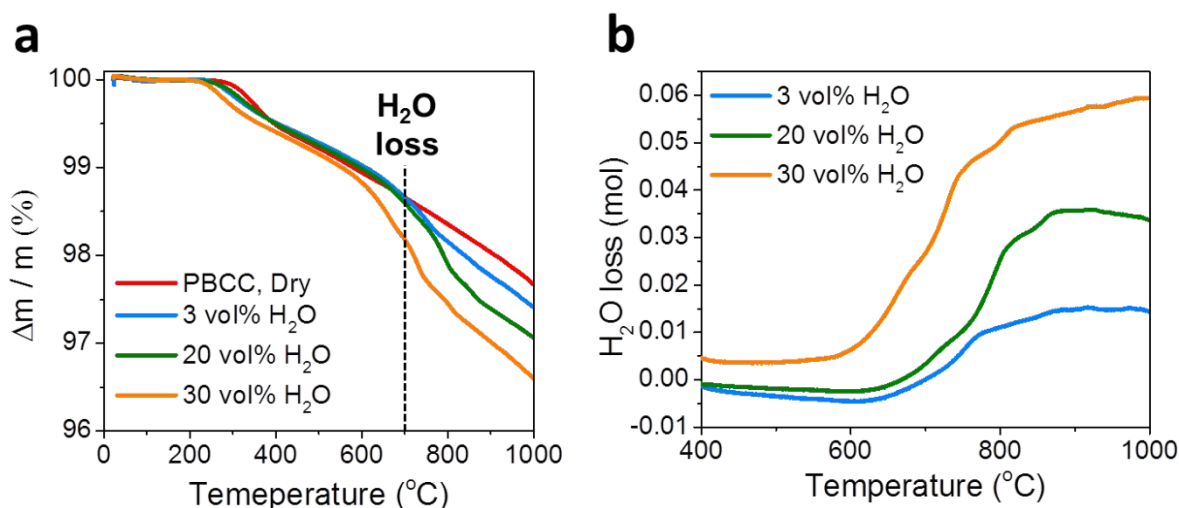 a
100
99
98
97
96
Δm / m (%)
H₂O
loss
PBCC, Dry
3 vol% H₂O
20 vol% H₂O
30 vol% H₂O
0 200 400 600 800 1000
Temeperature (°C)
b
0.06
0.05
0.04
0.03
0.02
0.01
0.00
-0.01
H₂O loss (mol)
3 vol% H₂O
20 vol% H₂O
30 vol% H₂O
400 600 800 1000
Temperature (°C)